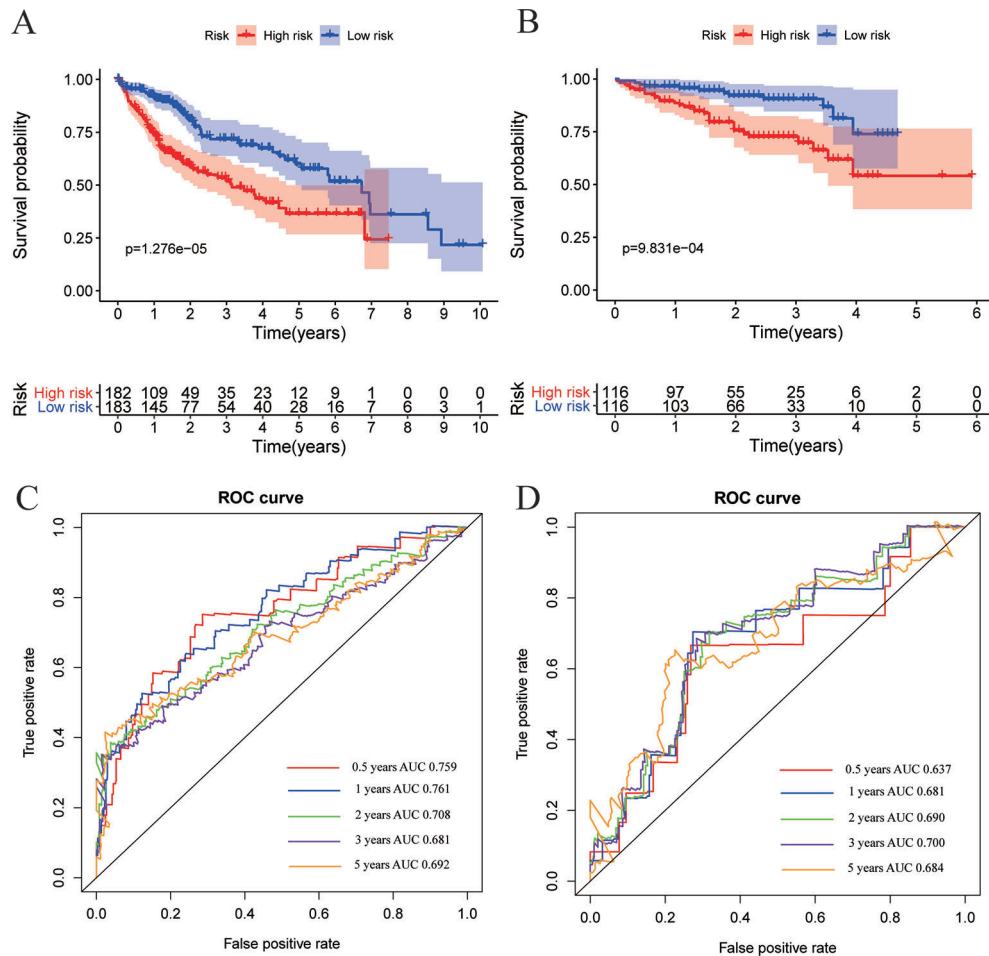 A
Risk High risk Low risk
Survival probability
1.00
0.75
0.50
0.25
0.00
p=1.276e−05
0 1 2 3 4 5 6 7 8 9 10
Time(years)
Risk
High risk 182 109 49 35 23 12 9 1 0 0 0
Low risk 183 145 77 54 40 28 16 7 6 3 1
0 1 2 3 4 5 6 7 8 9 10
Time(years)
B
Risk High risk Low risk
Survival probability
1.00
0.75
0.50
0.25
0.00
p=9.831e−04
0 1 2 3 4 5 6
Time(years)
Risk
High risk 116 97 55 25 6 2 0
Low risk 116 103 66 33 10 0 0
0 1 2 3 4 5 6
Time(years)
C
ROC curve
True positive rate
1.0
0.8
0.6
0.4
0.2
0.0
0.5 years AUC 0.759
1 years AUC 0.761
2 years AUC 0.708
3 years AUC 0.681
5 years AUC 0.692
0.0 0.2 0.4 0.6 0.8 1.0
False positive rate
D
ROC curve
True positive rate
1.0
0.8
0.6
0.4
0.2
0.0
0.5 years AUC 0.637
1 years AUC 0.681
2 years AUC 0.690
3 years AUC 0.700
5 years AUC 0.684
0.0 0.2 0.4 0.6 0.8 1.0
False positive rate